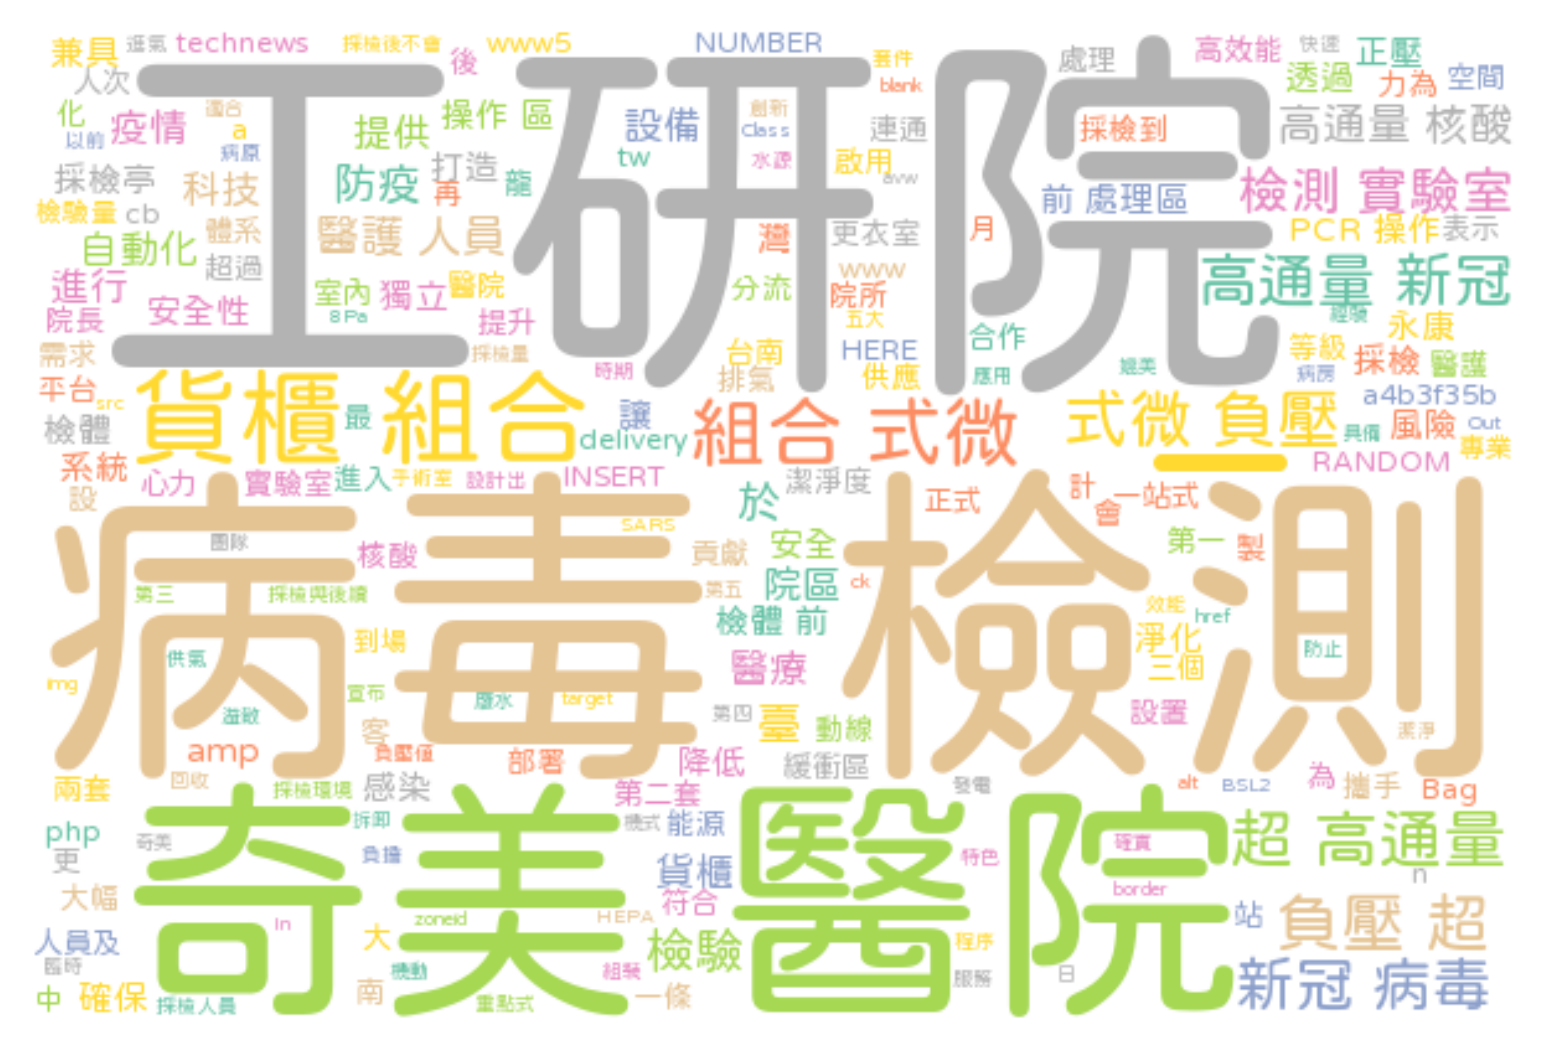 兼具 進氣 technews 採檢後不會 www5 NUMBER 套件 處理 高效能 快速 正壓
人次 後 blank 透過 力為 空間
工研院
化 疫情 適合 a 提供 操作 區 設備 創新 Class 連通 採檢到 高通量 核酸
以前 病原 tw 水源 啟用 avw
採檢亭 科技 防疫 打造 再 龍 前 處理區 檢測 實驗室
檢驗量 cb 體系 醫護 人員 灣 更衣室 月 PCR 操作 表示
自動化 超過 www
進行 室內 獨立 醫院 分流 院所 高通量 新冠
院長 安全性 8Pa 提升 五大 經發 永康
需求 採檢量 時期 台南 HERE 合作 等級 採檢 醫護
平台 src 排氣 供應 應用 病房 a4b3f35b
貨櫃 組合 最 讓 組合 式微 式微 負壓 具備 風險 Out
檢體 delivery 專業
系統 心力 實驗室 進入 手術室 設計出 INSERT 潔淨度 RANDOM
設 於 正式 計 會 一站式
病毒 檢測
團隊 核酸 SARS 貢獻 安全 第一 製
第三 採檢與後續 第五 院區 ck 效能 href
到場 檢體 前 淨化 防止
供氣 醫療 三個
img 宣布 廢水 target 第四 臺 動線 設置
溢散 客 潔淨
amp 負壓值 部署 降低 緩衝區
兩套 回收 採檢環境 感染 第二套 發電 alt BSL2 為 攜手 Bag
奇美 醫院
php 奇美 拆卸 機式 能源 確實 超 高通量
更 負擔 貨櫃 特色 n
大幅 zoneid HEPA 符合 border 站 負壓 超
人員及 In 大 檢驗 程序
臨時 機動 組裝 服務 日 新冠 病毒
中 確保 採檢人員 南 重點式 一條